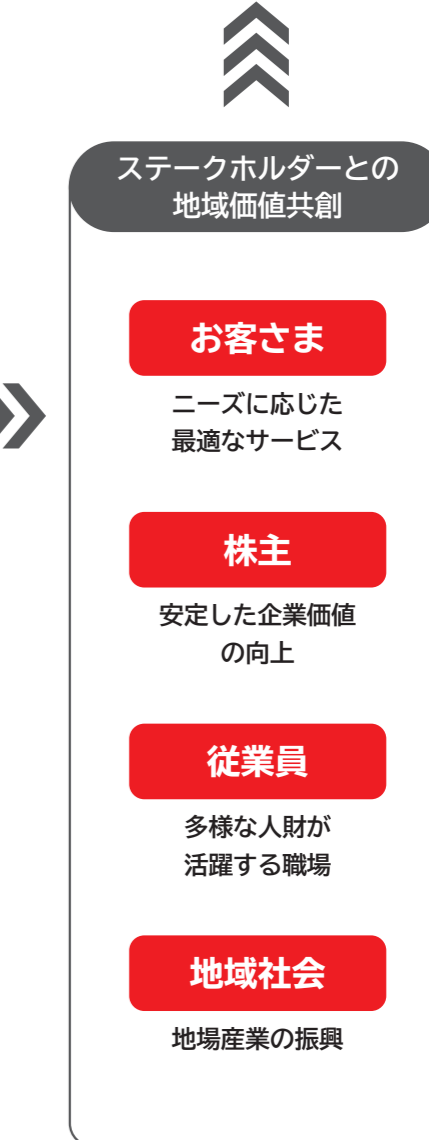 ステークホルダーとの
地域価値共創
お客さま
ニーズに応じた
最適なサービス
株主
安定した企業価値
の向上
従業員
多様な人財が
活躍する職場
地域社会
地場産業の振興